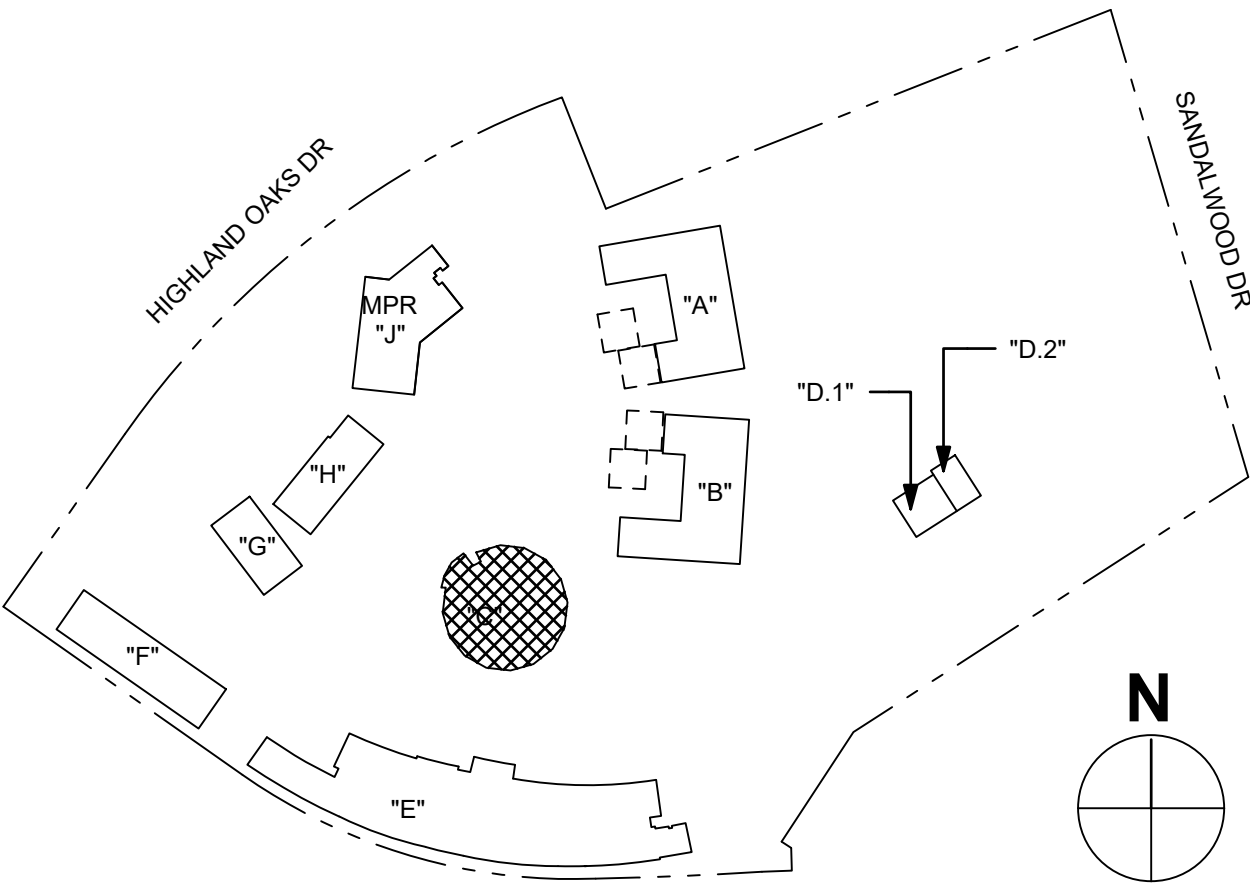 HIGHLAND OAKS DR
SANDALWOOD DR
MPR
"J"
"A"
"D.2"
"D.1"
"H"
"B"
"G"
"C"
"F"
N
"E"